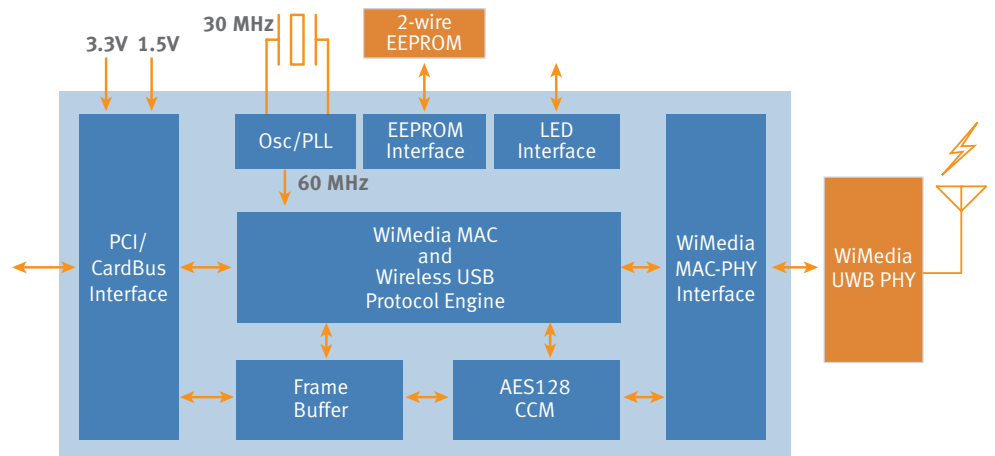 30 MHz
2-wire
EEPROM
3.3V 1.5V
Osc/PLL
EEPROM
Interface
LED
Interface
60 MHz
PCI/
CardBus
Interface
WiMedia MAC
and
Wireless USB
Protocol Engine
WiMedia
MAC-PHY
Interface
WiMedia
UWB PHY
Frame
Buffer
AES128
CCM